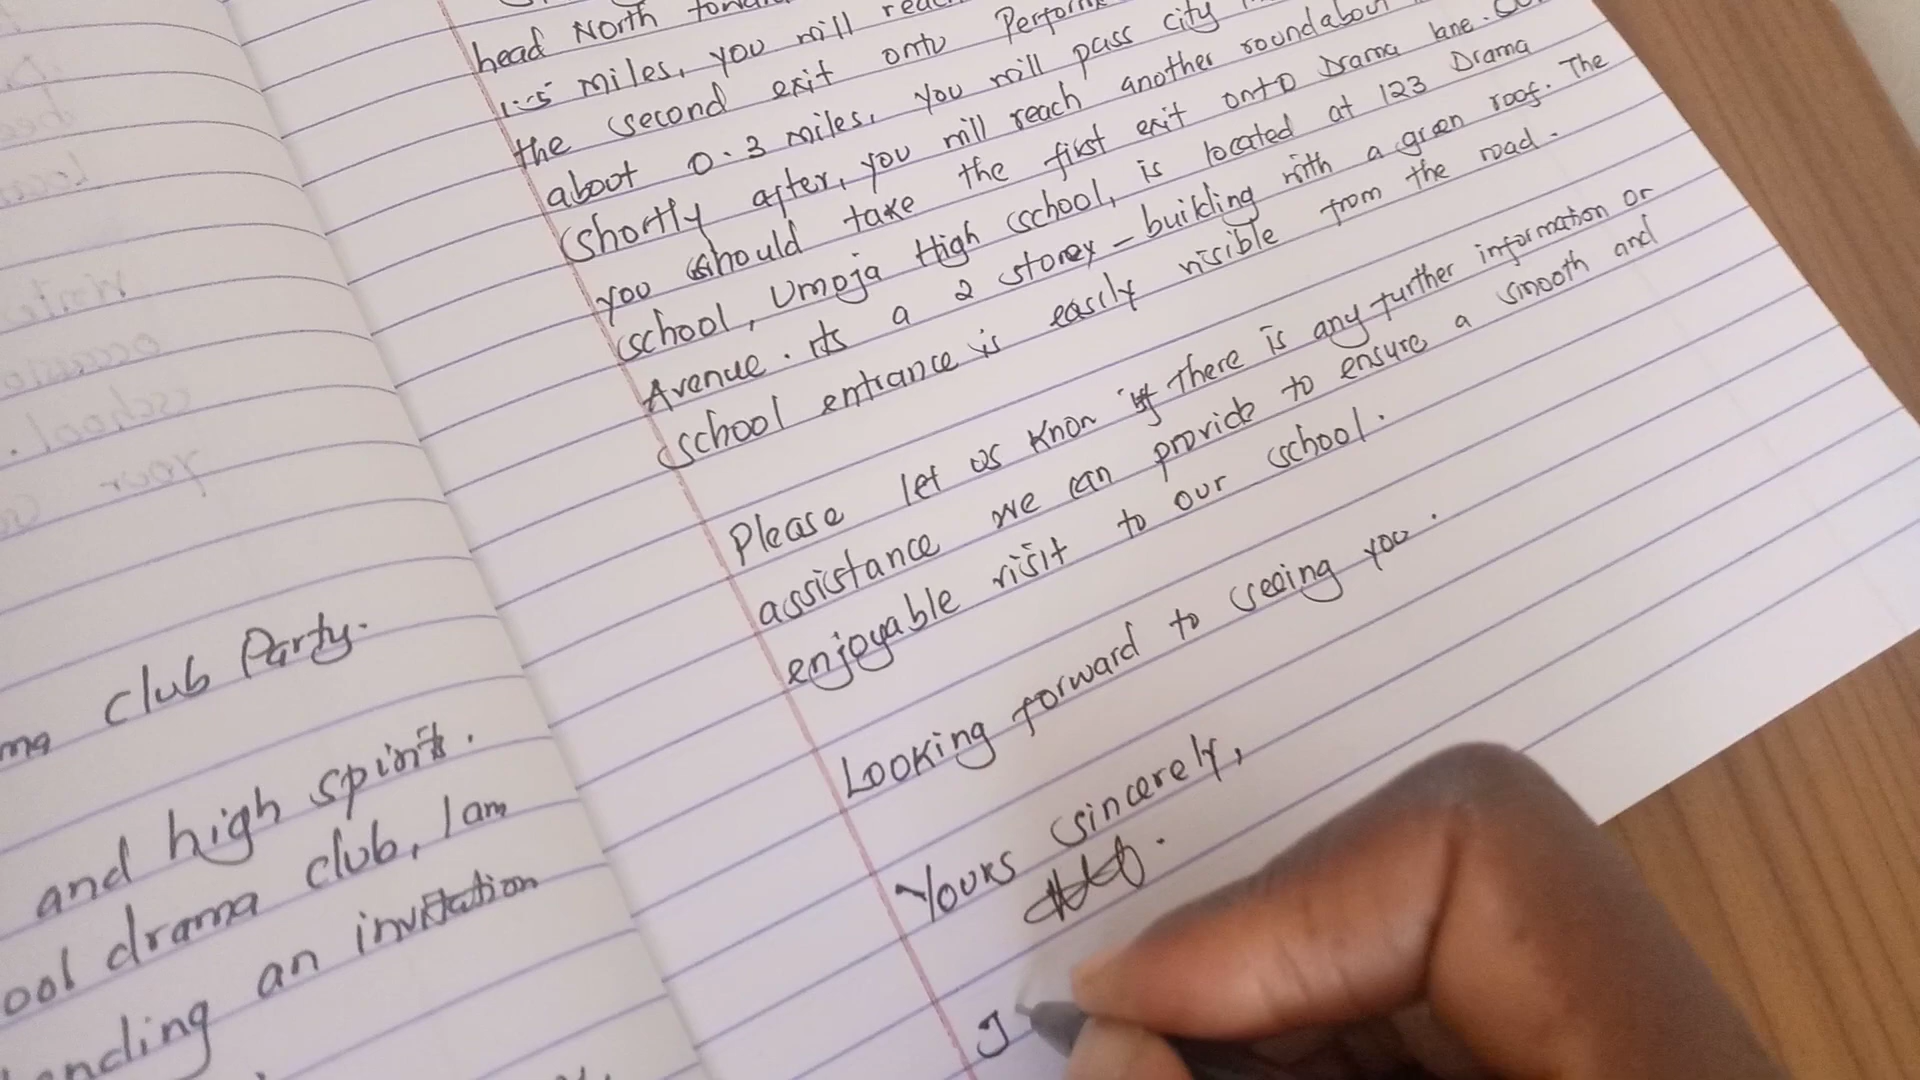 head North
1.5 miles, you will reach
the second exit onto
about 0.3 miles, you will pass city
shortly after, you will reach another roundabout
you should take the first exit onto Drama lane.
school, Umoja High school, is located at 123 Drama
Avenue. its a 2 storey - building with a green roof. The
school entrance is easily visible from the road.
Please let us know if there is any further information or
assistance we can provide to ensure a smooth and
enjoyable visit to our school.
Looking forward to seeing you.
Yours sincerely,
J
club Party.
and high spirits.
ool drama club, I am
ending an invitation